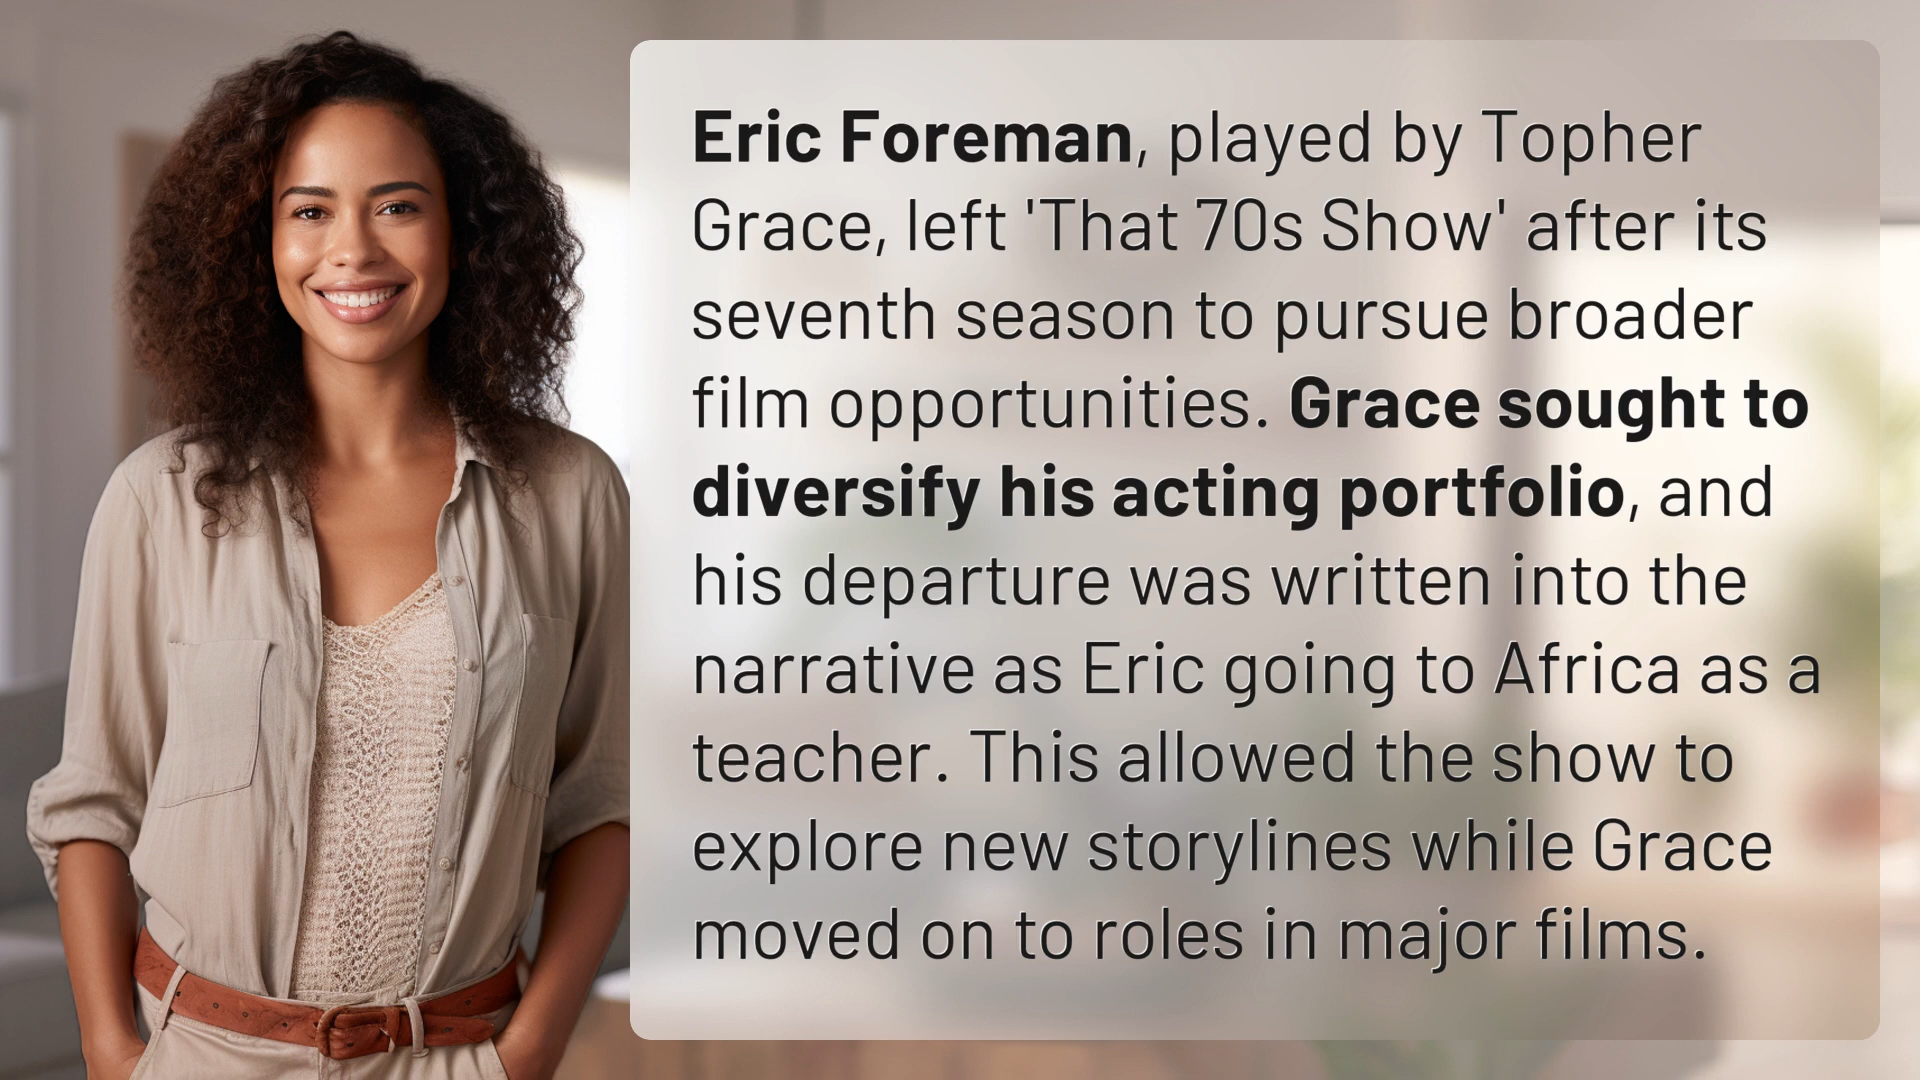 Eric Foreman, played by Topher
Grace, left 'That 70s Show' after its
seventh season to pursue broader
film opportunities. Grace sought to
diversify his acting portfolio, and
his departure was written into the
narrative as Eric going to Africa as a
teacher. This allowed the show to
explore new storylines while Grace
moved on to roles in major films.